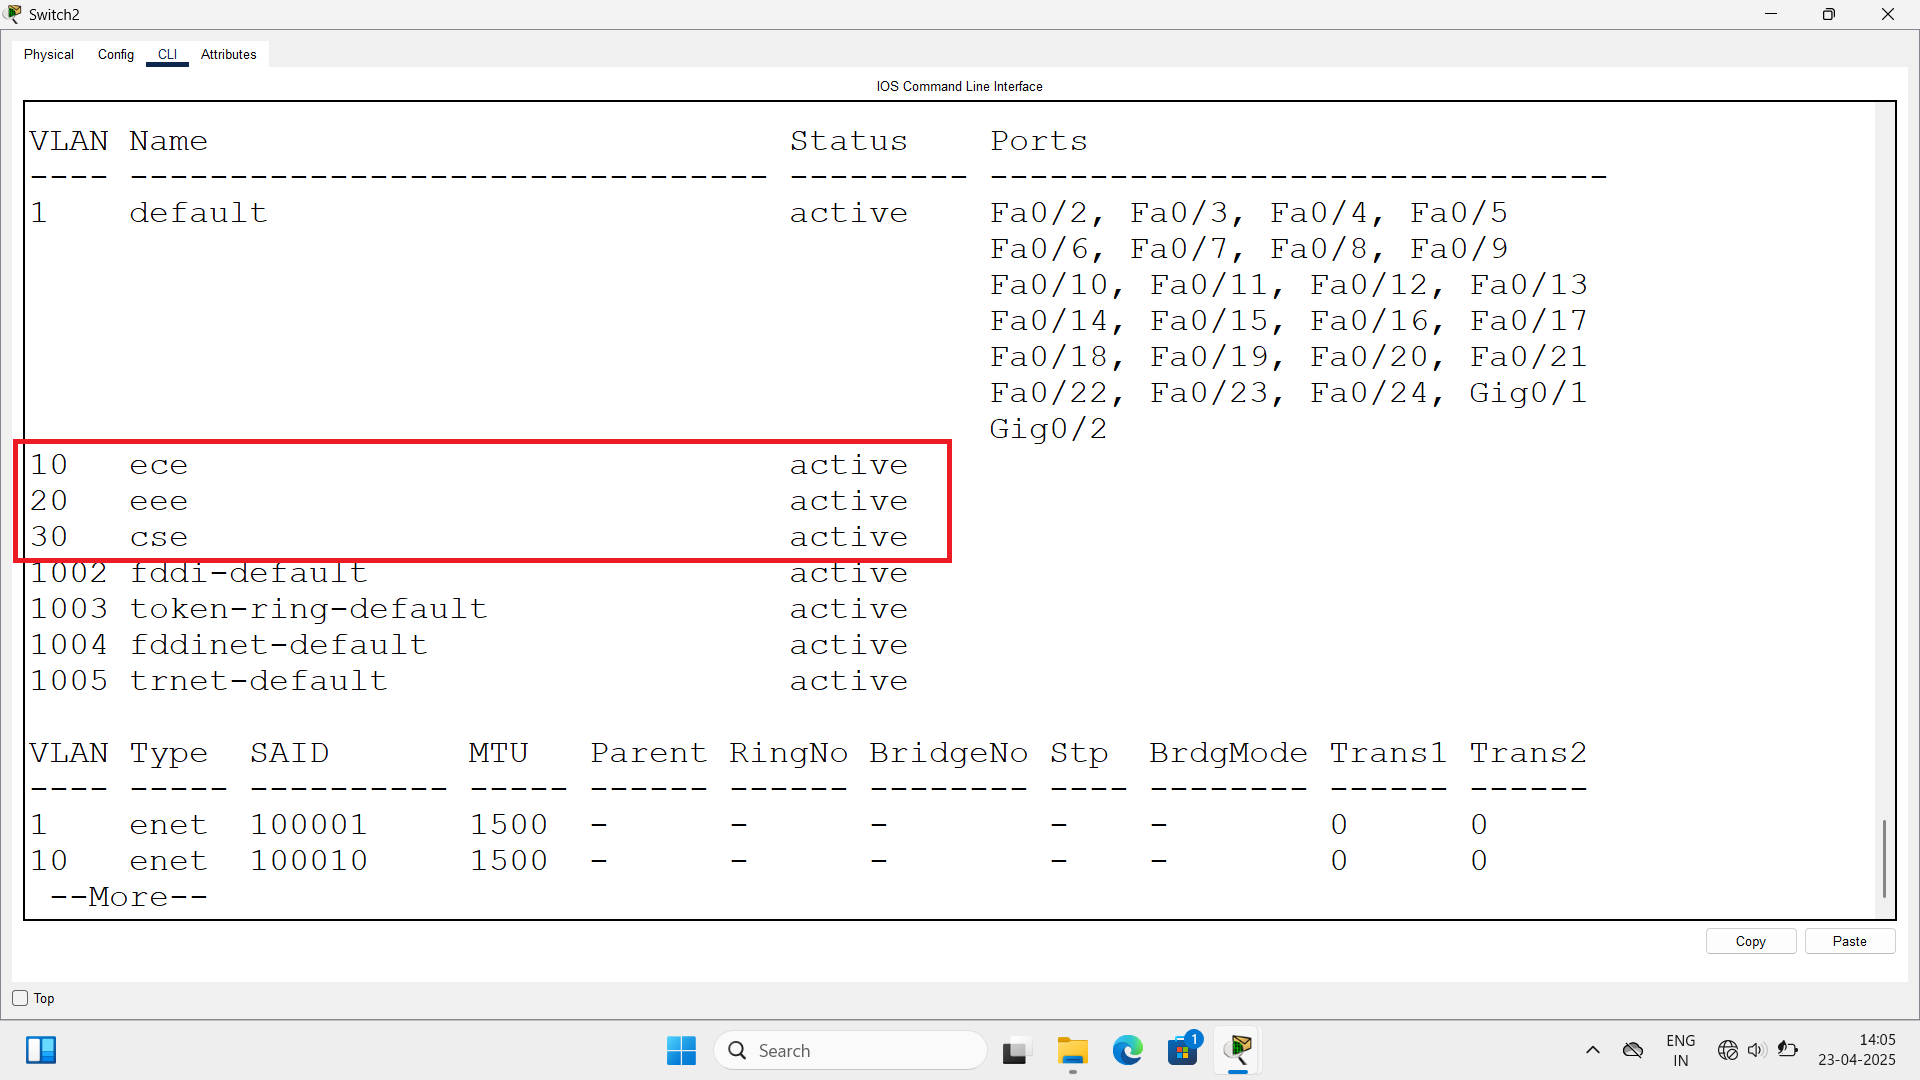 Switch2
Physical Config CLI Attributes
IOS Command Line Interface
VLAN Name Status Ports
---- -------------------------------- --------- -------------------------------
1 default active Fa0/2, Fa0/3, Fa0/4, Fa0/5
Fa0/6, Fa0/7, Fa0/8, Fa0/9
Fa0/10, Fa0/11, Fa0/12, Fa0/13
Fa0/14, Fa0/15, Fa0/16, Fa0/17
Fa0/18, Fa0/19, Fa0/20, Fa0/21
Fa0/22, Fa0/23, Fa0/24, Gig0/1
Gig0/2
10 ece active
20 eee active
30 cse active
1002 fddi-default active
1003 token-ring-default active
1004 fddinet-default active
1005 trnet-default active
VLAN Type SAID MTU Parent RingNo BridgeNo Stp BrdgMode Trans1 Trans2
---- ----- ---------- ----- ------ ------ -------- ---- -------- ------ ------
1 enet 100001 1500 - - - - - 0 0
10 enet 100010 1500 - - - - - 0 0
--More--
Copy Paste
Top
Search
1
ENG
IN
14:05
23-04-2025